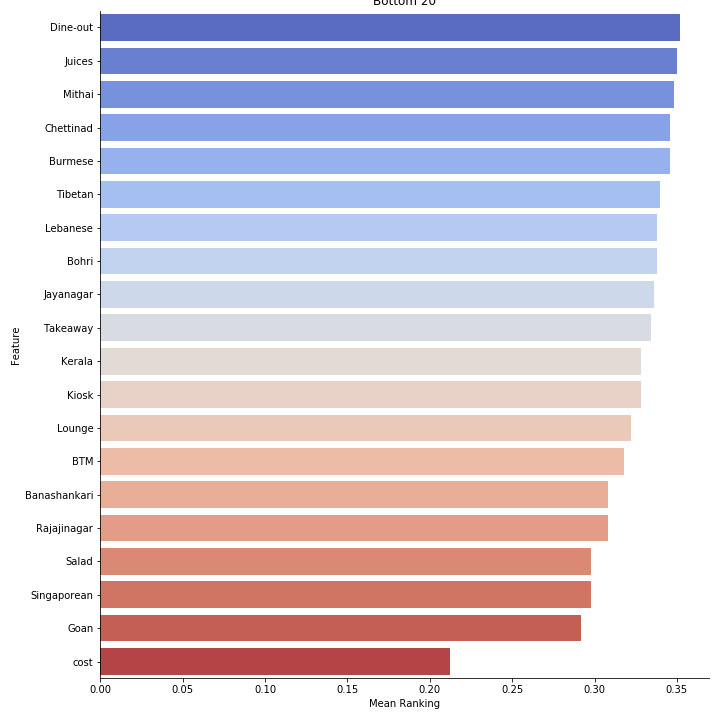 Bottom 20
Dine-out
Juices
Mithai
Chettinad
Burmese
Tibetan
Lebanese
Bohri
Jayanagar
Takeaway
Kerala
Kiosk
Lounge
BTM
Banashankari
Rajajinagar
Salad
Singaporean
Goan
cost
Feature
0.00 0.05 0.10 0.15 0.20 0.25 0.30 0.35
Mean Ranking